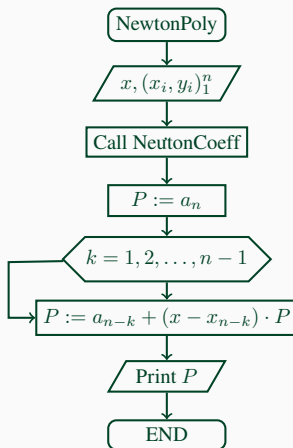 NewtonPoly
x, (x_i, y_i)_1^n
Call NeutonCoeff
P := a_n
k = 1, 2, . . . , n − 1
P := a_{n−k} + (x − x_{n−k}) · P
Print P
END